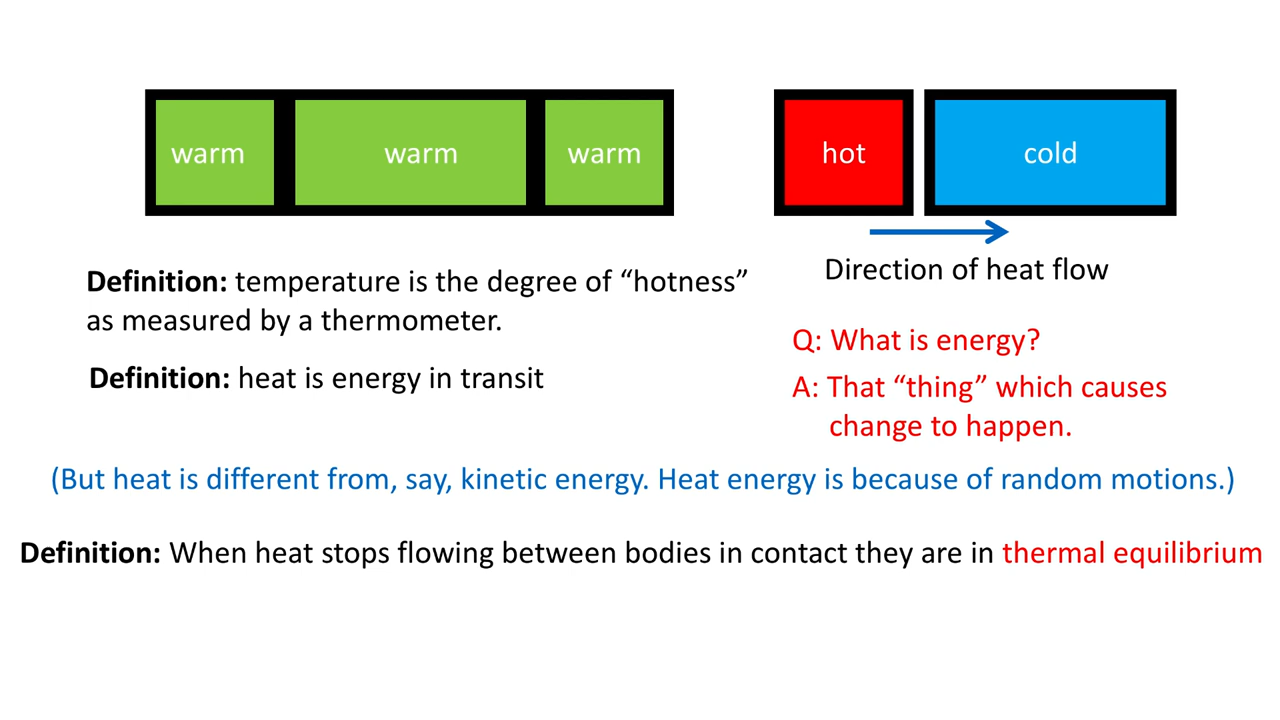 warm
warm
warm
hot
cold
Direction of heat flow
Definition: temperature is the degree of “hotness”
as measured by a thermometer.
Definition: heat is energy in transit
Q: What is energy?
A: That “thing” which causes
change to happen.
(But heat is different from, say, kinetic energy. Heat energy is because of random motions.)
Definition: When heat stops flowing between bodies in contact they are in thermal equilibrium